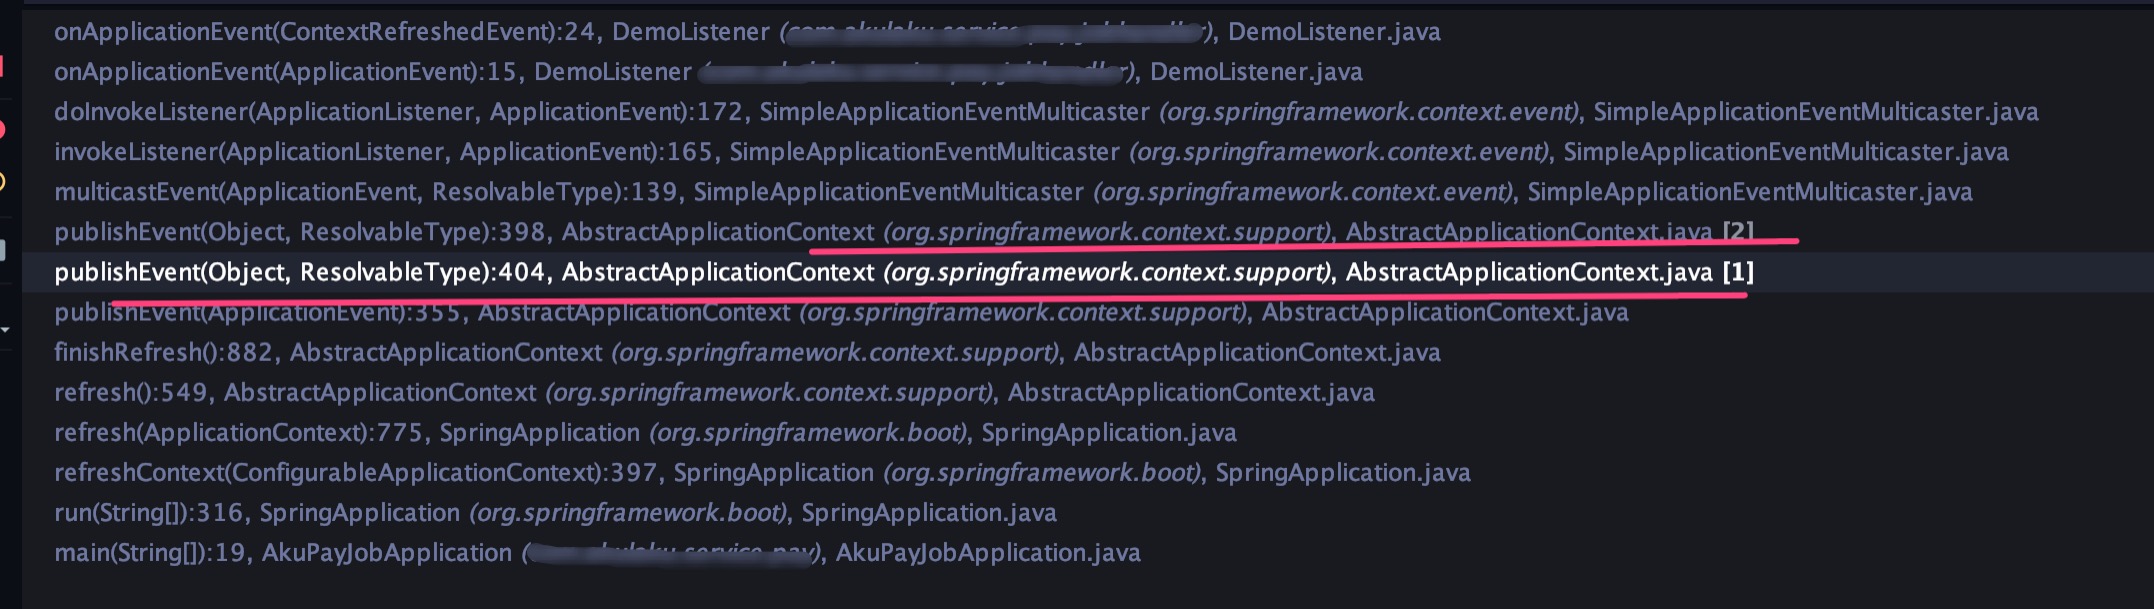 onApplicationEvent(ContextRefreshedEvent):24, DemoListener (), DemoListener.java
onApplicationEvent(ApplicationEvent):15, DemoListener (), DemoListener.java
doInvokeListener(ApplicationListener, ApplicationEvent):172, SimpleApplicationEventMulticaster (org.springframework.context.event), SimpleApplicationEventMulticaster.java
invokeListener(ApplicationListener, ApplicationEvent):165, SimpleApplicationEventMulticaster (org.springframework.context.event), SimpleApplicationEventMulticaster.java
multicastEvent(ApplicationEvent, ResolvableType):139, SimpleApplicationEventMulticaster (org.springframework.context.event), SimpleApplicationEventMulticaster.java
publishEvent(Object, ResolvableType):398, AbstractApplicationContext (org.springframework.context.support), AbstractApplicationContext.java [2]
publishEvent(Object, ResolvableType):404, AbstractApplicationContext (org.springframework.context.support), AbstractApplicationContext.java [1]
publishEvent(ApplicationEvent):355, AbstractApplicationContext (org.springframework.context.support), AbstractApplicationContext.java
finishRefresh():882, AbstractApplicationContext (org.springframework.context.support), AbstractApplicationContext.java
refresh():549, AbstractApplicationContext (org.springframework.context.support), AbstractApplicationContext.java
refresh(ApplicationContext):775, SpringApplication (org.springframework.boot), SpringApplication.java
refreshContext(ConfigurableApplicationContext):397, SpringApplication (org.springframework.boot), SpringApplication.java
run(String[]):316, SpringApplication (org.springframework.boot), SpringApplication.java
main(String[]):19, AkuPayJobApplication (), AkuPayJobApplication.java